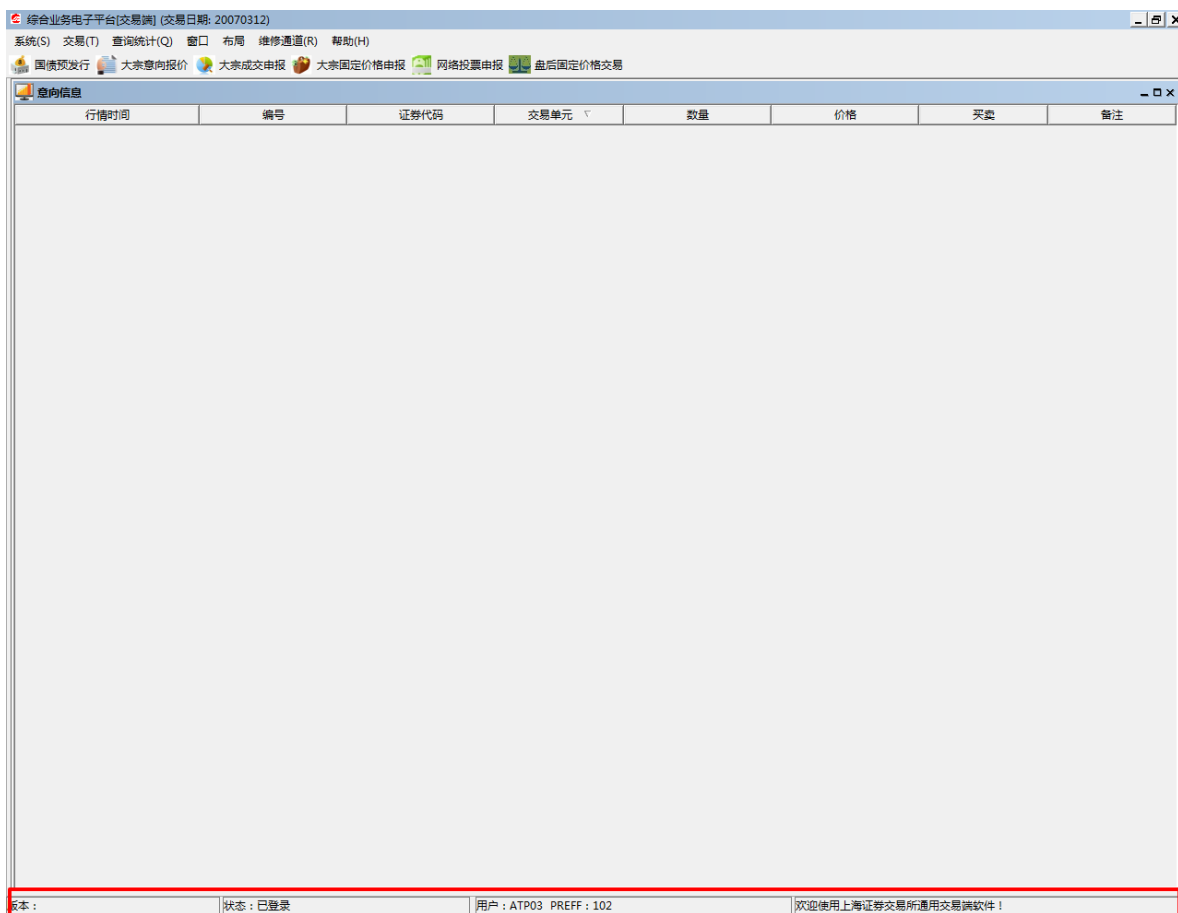 综合业务电子平台[交易端] (交易日期: 20070312)
系统(S) 交易(T) 查询统计(Q) 窗口 布局 维修通道(R) 帮助(H)
国债预发行 大宗意向报价 大宗成交申报 大宗固定价格申报 网络投票申报 盘后固定价格交易
意向信息
行情时间 编号 证券代码 交易单元 数量 价格 买卖 备注
版本： 状态：已登录 用户：ATP03 PREFF：102 欢迎使用上海证券交易所通用交易端软件！